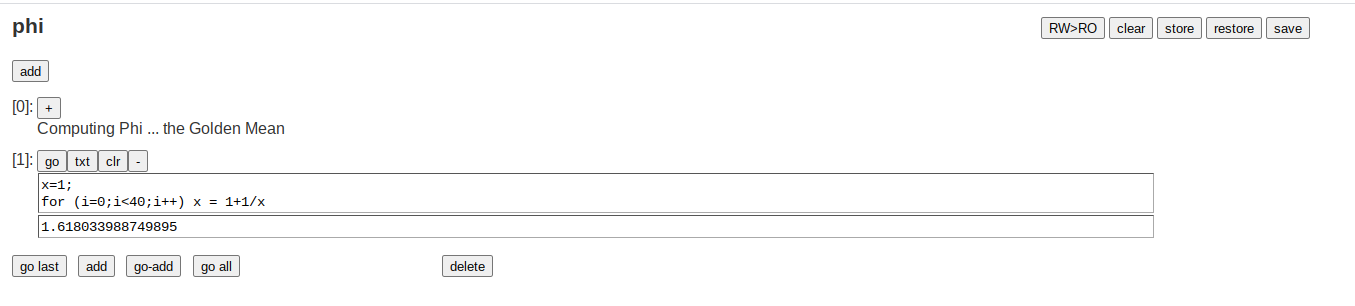 phi RW>RO clear store restore save
add
[0]: +
Computing Phi ... the Golden Mean
[1]: go txt clr -
x=1;
for (i=0;i<40;i++) x = 1+1/x
1.618033988749895
go last add go-add go all delete